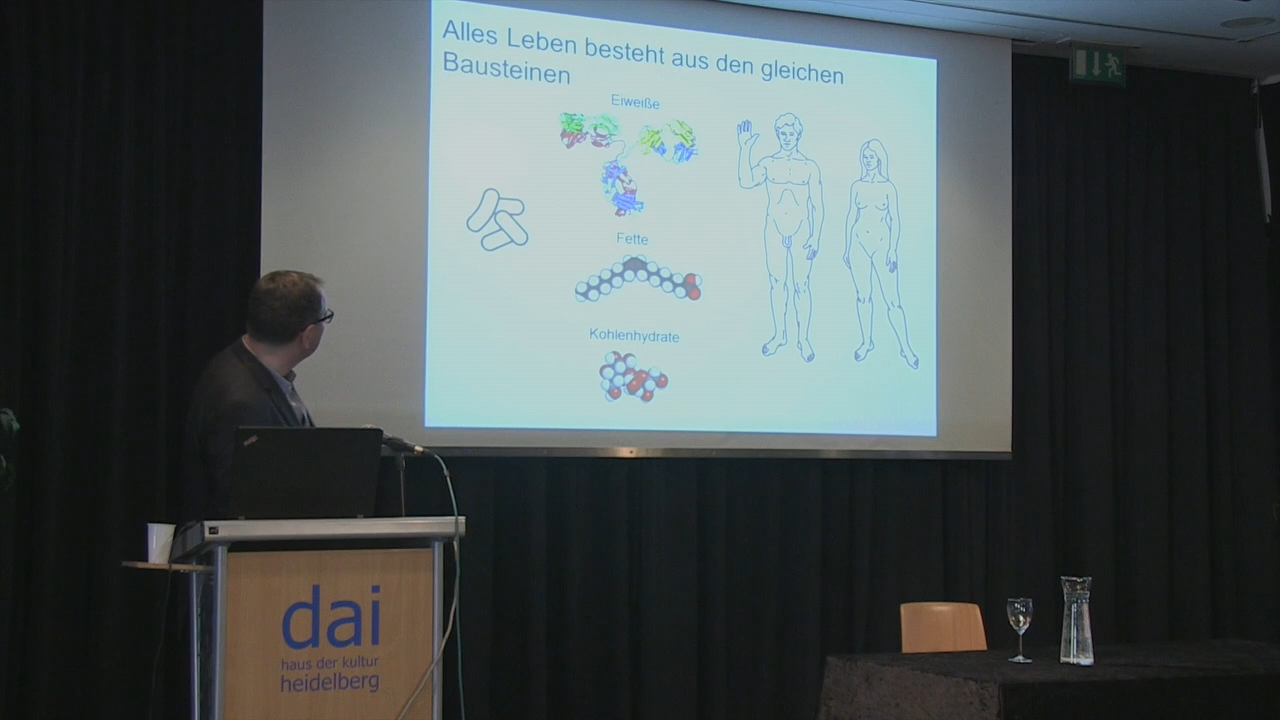 Alles Leben besteht aus den gleichen
Bausteinen
Eiweiße
Fette
Kohlenhydrate
dai
haus der kultur
heidelberg